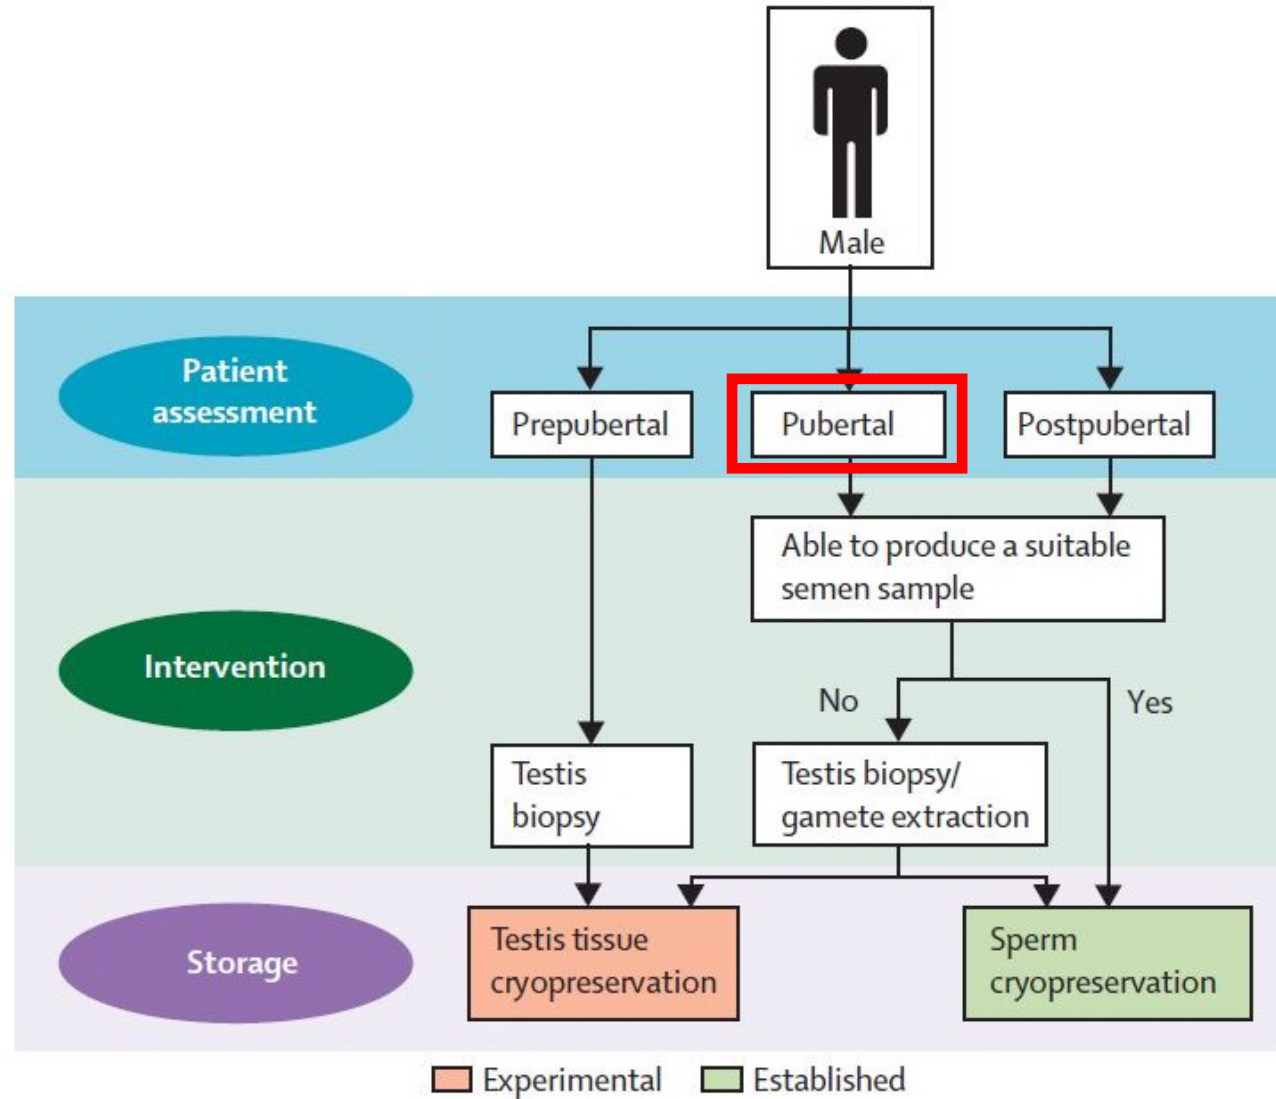 Male
Patient
assessment
Prepubertal
Pubertal
Postpubertal
Able to produce a suitable
semen sample
Intervention
No
Yes
Testis
biopsy
Testis biopsy/
gamete extraction
Storage
Testis tissue
cryopreservation
Sperm
cryopreservation
Experimental
Established